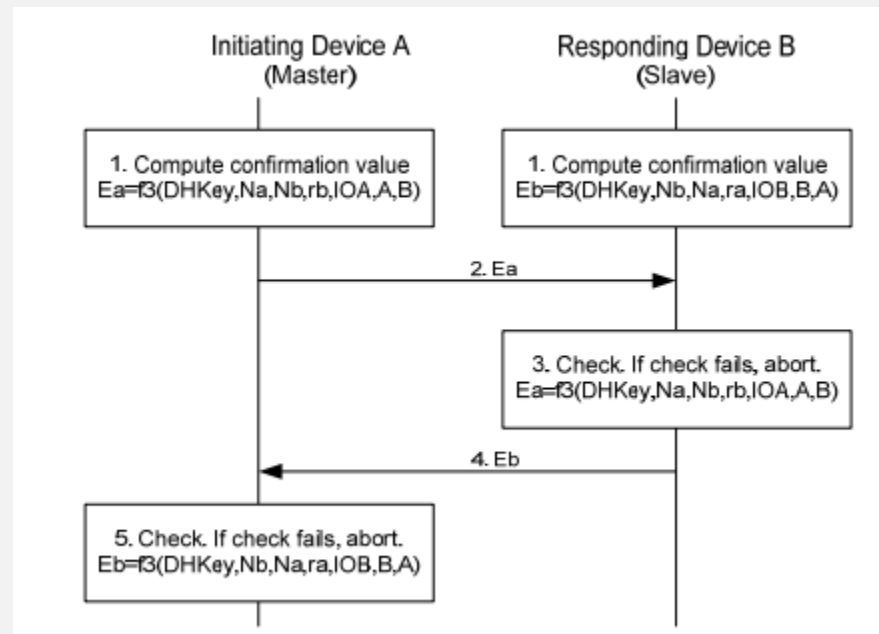 Initiating Device A
(Master)
Responding Device B
(Slave)
1. Compute confirmation value
Ea=f3(DHKey,Na,Nb,rb,IOA,A,B)
1. Compute confirmation value
Eb=f3(DHKey,Nb,Na,ra,IOB,B,A)
2. Ea
3. Check. If check fails, abort.
Ea=f3(DHKey,Na,Nb,rb,IOA,A,B)
4. Eb
5. Check. If check fails, abort.
Eb=f3(DHKey,Nb,Na,ra,IOB,B,A)